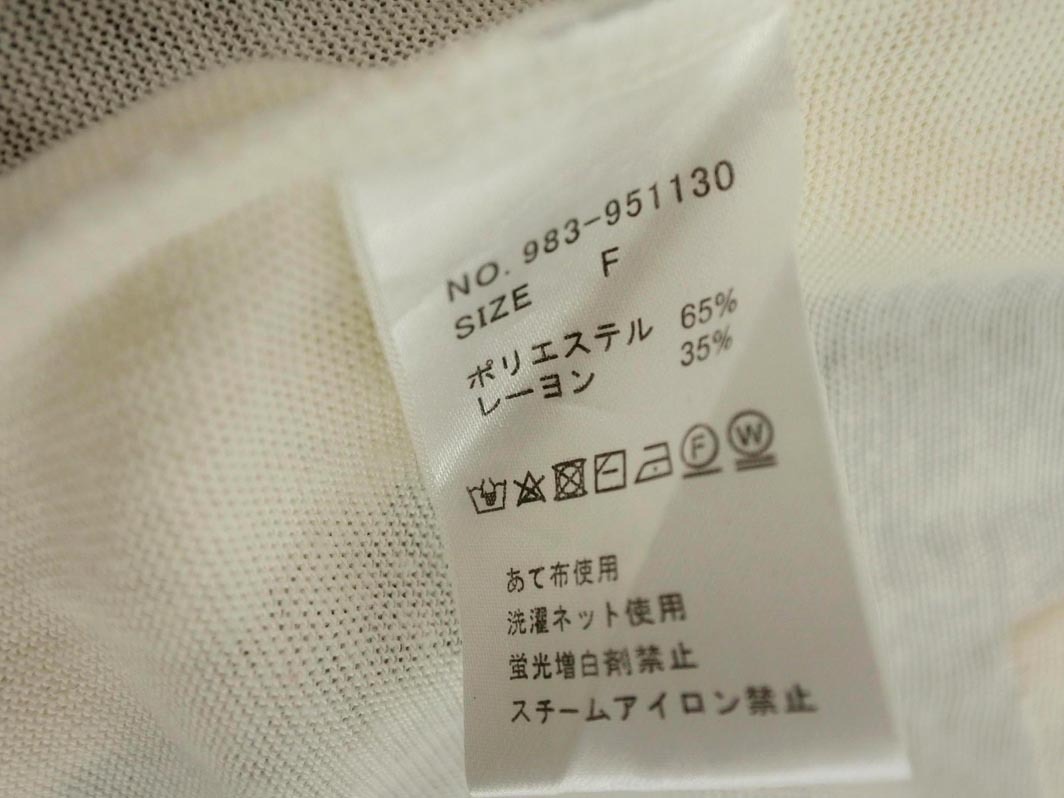 NO. 983-951130
SIZE F
ポリエステル 65%
レーヨン 35%
F W
あて布使用
洗濯ネット使用
蛍光増白剤禁止
スチームアイロン禁止